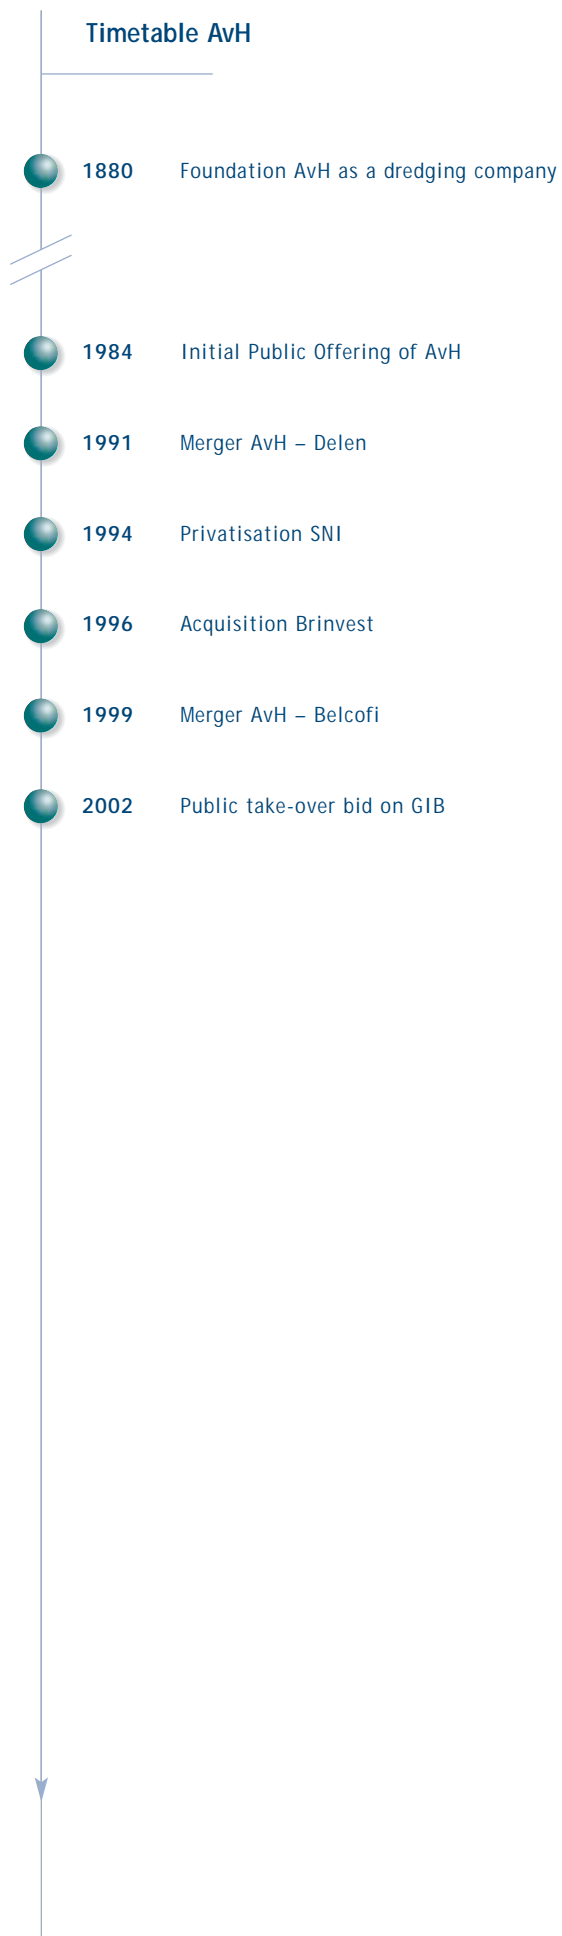 Timetable AvH
1880 Foundation AvH as a dredging company
1984 Initial Public Offering of AvH
1991 Merger AvH – Delen
1994 Privatisation SNI
1996 Acquisition Brinvest
1999 Merger AvH – Belcofi
2002 Public take-over bid on GIB